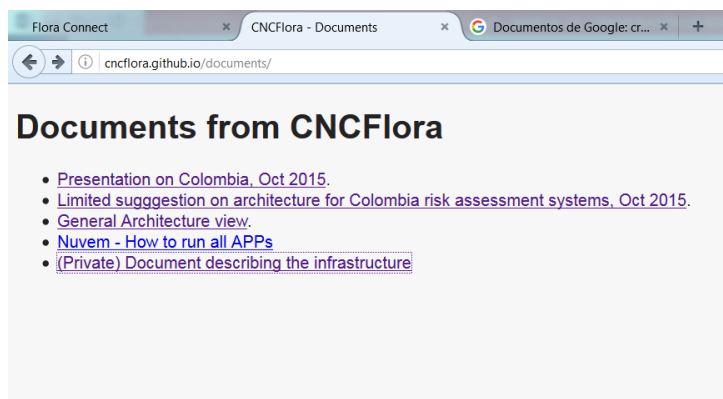 Flora Connect
CNCFlora - Documents
Documentos de Google: cr...
cncflora.github.io/documents/
Documents from CNCFlora
Presentation on Colombia, Oct 2015.
Limited sugggestion on architecture for Colombia risk assessment systems, Oct 2015.
General Architecture view.
Nuvem - How to run all APPs
(Private) Document describing the infrastructure